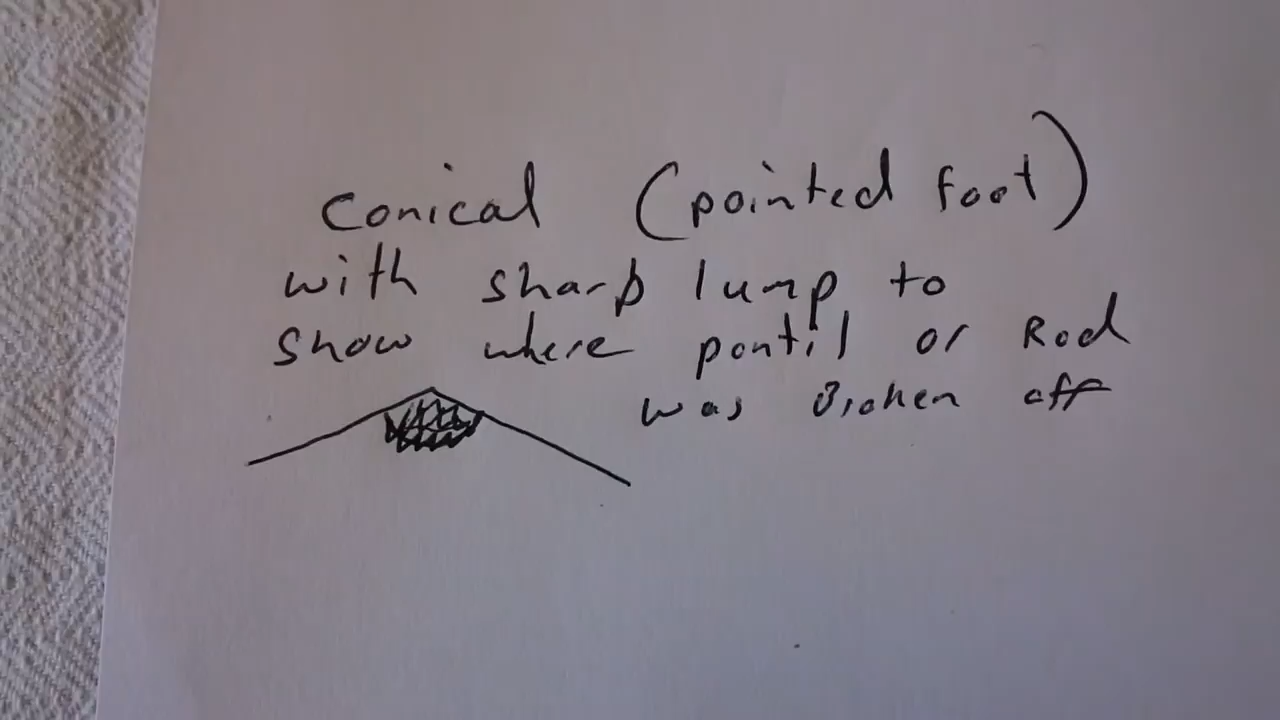 conical (pointed foot)
with sharp lump to
show where pontil or Rod
was Broken off